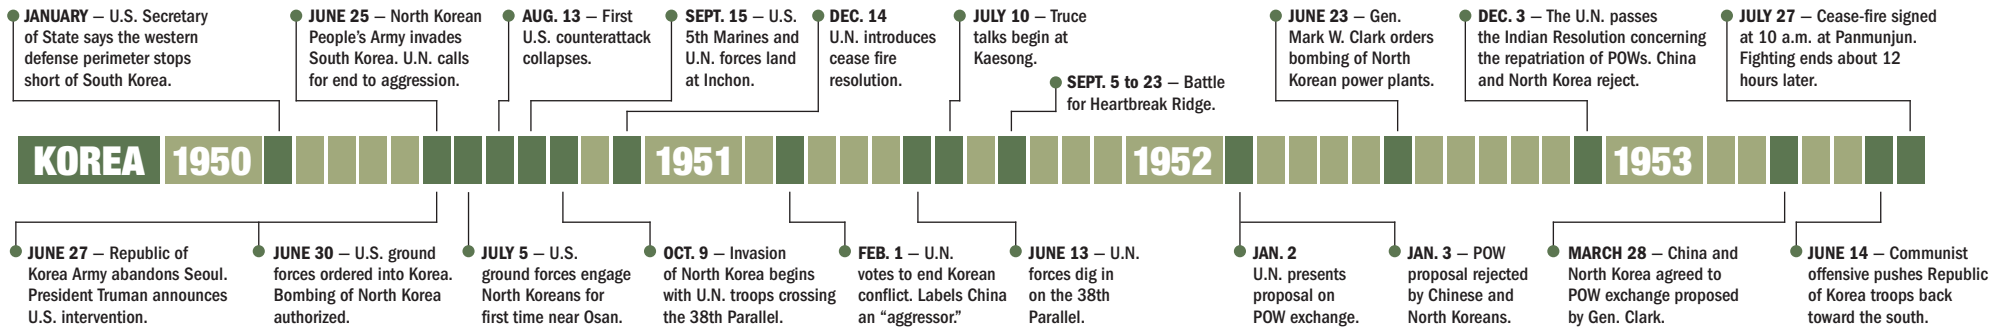 JANUARY — U.S. Secretary
of State says the western
defense perimeter stops
short of South Korea.
JUNE 25 — North Korean
People's Army invades
South Korea. U.N. calls
for end to aggression.
AUG. 13 — First
U.S. counterattack
collapses.
SEPT. 15 — U.S.
5th Marines and
U.N. forces land
at Inchon.
DEC. 14
U.N. introduces
cease fire
resolution.
JULY 10 — Truce
talks begin at
Kaesong.
SEPT. 5 to 23 — Battle
for Heartbreak Ridge.
JUNE 23 — Gen.
Mark W. Clark orders
bombing of North
Korean power plants.
DEC. 3 — The U.N. passes
the Indian Resolution concerning
the repatriation of POWs. China
and North Korea reject.
JULY 27 — Cease-fire signed
at 10 a.m. at Panmunjun.
Fighting ends about 12
hours later.
KOREA 1950 1951 1952 1953
JUNE 27 — Republic of
Korea Army abandons Seoul.
President Truman announces
U.S. intervention.
JUNE 30 — U.S. ground
forces ordered into Korea.
Bombing of North Korea
authorized.
JULY 5 — U.S.
ground forces engage
North Koreans for
first time near Osan.
OCT. 9 — Invasion
of North Korea begins
with U.N. troops crossing
the 38th Parallel.
FEB. 1 — U.N.
votes to end Korean
conflict. Labels China
an “aggressor.”
JUNE 13 — U.N.
forces dig in
on the 38th
Parallel.
JAN. 2
U.N. presents
proposal on
POW exchange.
JAN. 3 — POW
proposal rejected
by Chinese and
North Koreans.
MARCH 28 — China and
North Korea agreed to
POW exchange proposed
by Gen. Clark.
JUNE 14 — Communist
offensive pushes Republic
of Korea troops back
toward the south.